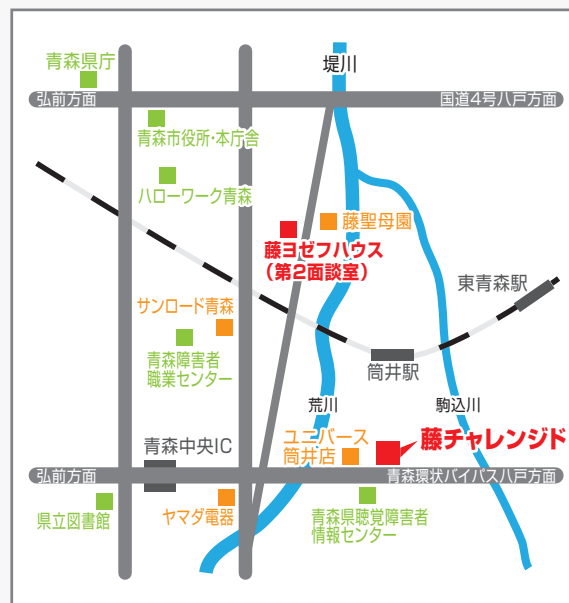 堤川
青森県庁
弘前方面
国道4号八戸方面
青森市役所・本庁舎
ハローワーク青森
藤聖母園
藤ヨゼフハウス
（第2面談室）
東青森駅
サンロード青森
青森障害者
職業センター
筒井駅
荒川
駒込川
青森中央IC
ユニバース
筒井店
藤チャレンジド
弘前方面
青森環状バイパス八戸方面
県立図書館
ヤマダ電器
青森県聴覚障害者
情報センター